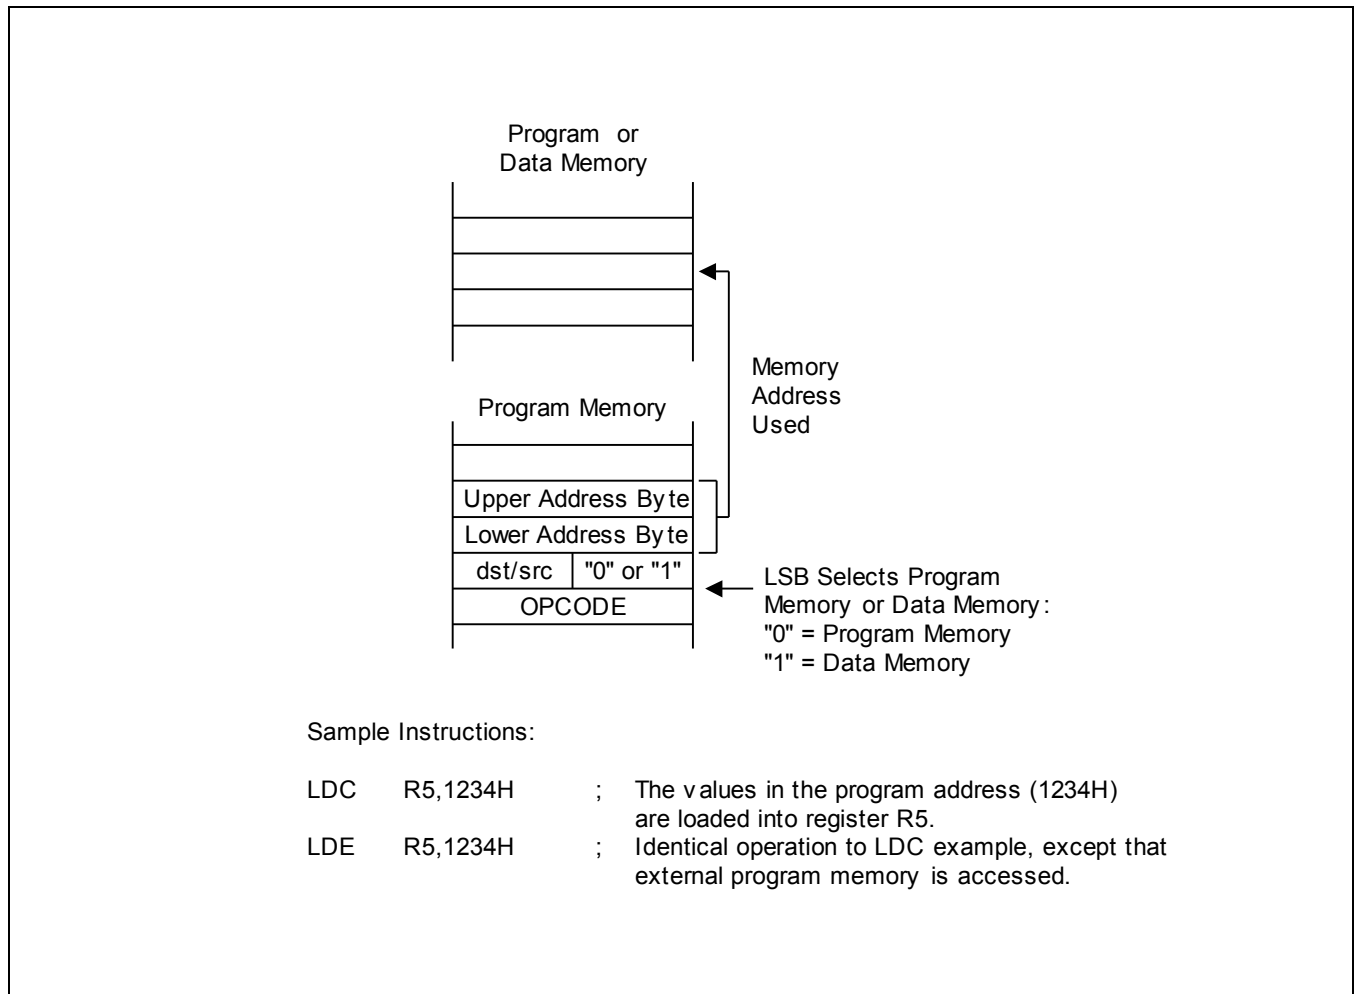 Program or
Data Memory
Memory
Address
Used
Program Memory
Upper Address Byte
Lower Address Byte
dst/src "0" or "1"
OPCODE
LSB Selects Program
Memory or Data Memory:
"0" = Program Memory
"1" = Data Memory
Sample Instructions:
LDC R5,1234H ; The values in the program address (1234H)
are loaded into register R5.
LDE R5,1234H ; Identical operation to LDC example, except that
external program memory is accessed.